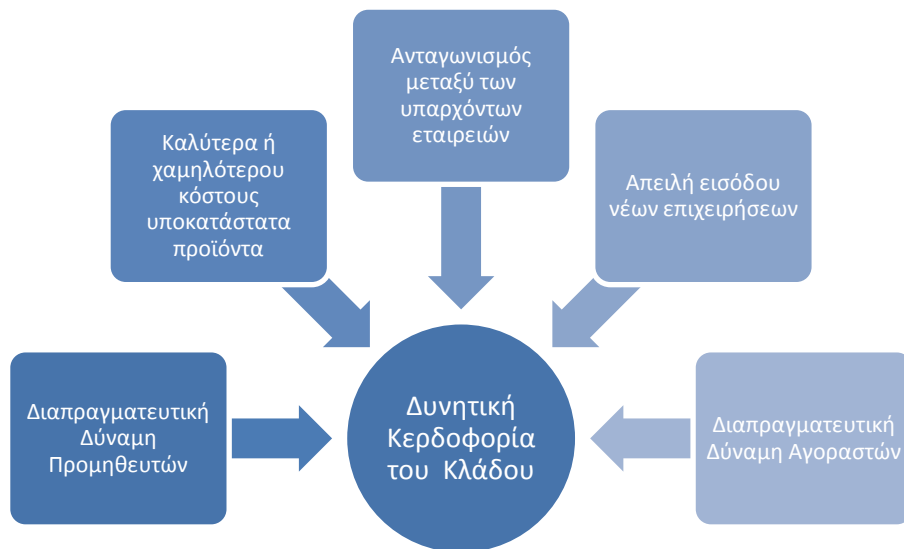 Ανταγωνισμός
μεταξύ των
υπαρχόντων
εταιρειών
Καλύτερα ή
χαμηλότερου
κόστους
υποκατάστατα
προϊόντα
Απειλή εισόδου
νέων επιχειρήσεων
Διαπραγματευτική
Δύναμη
Προμηθευτών
Δυνητική
Κερδοφορία
του Κλάδου
Διαπραγματευτική
Δύναμη Αγοραστών